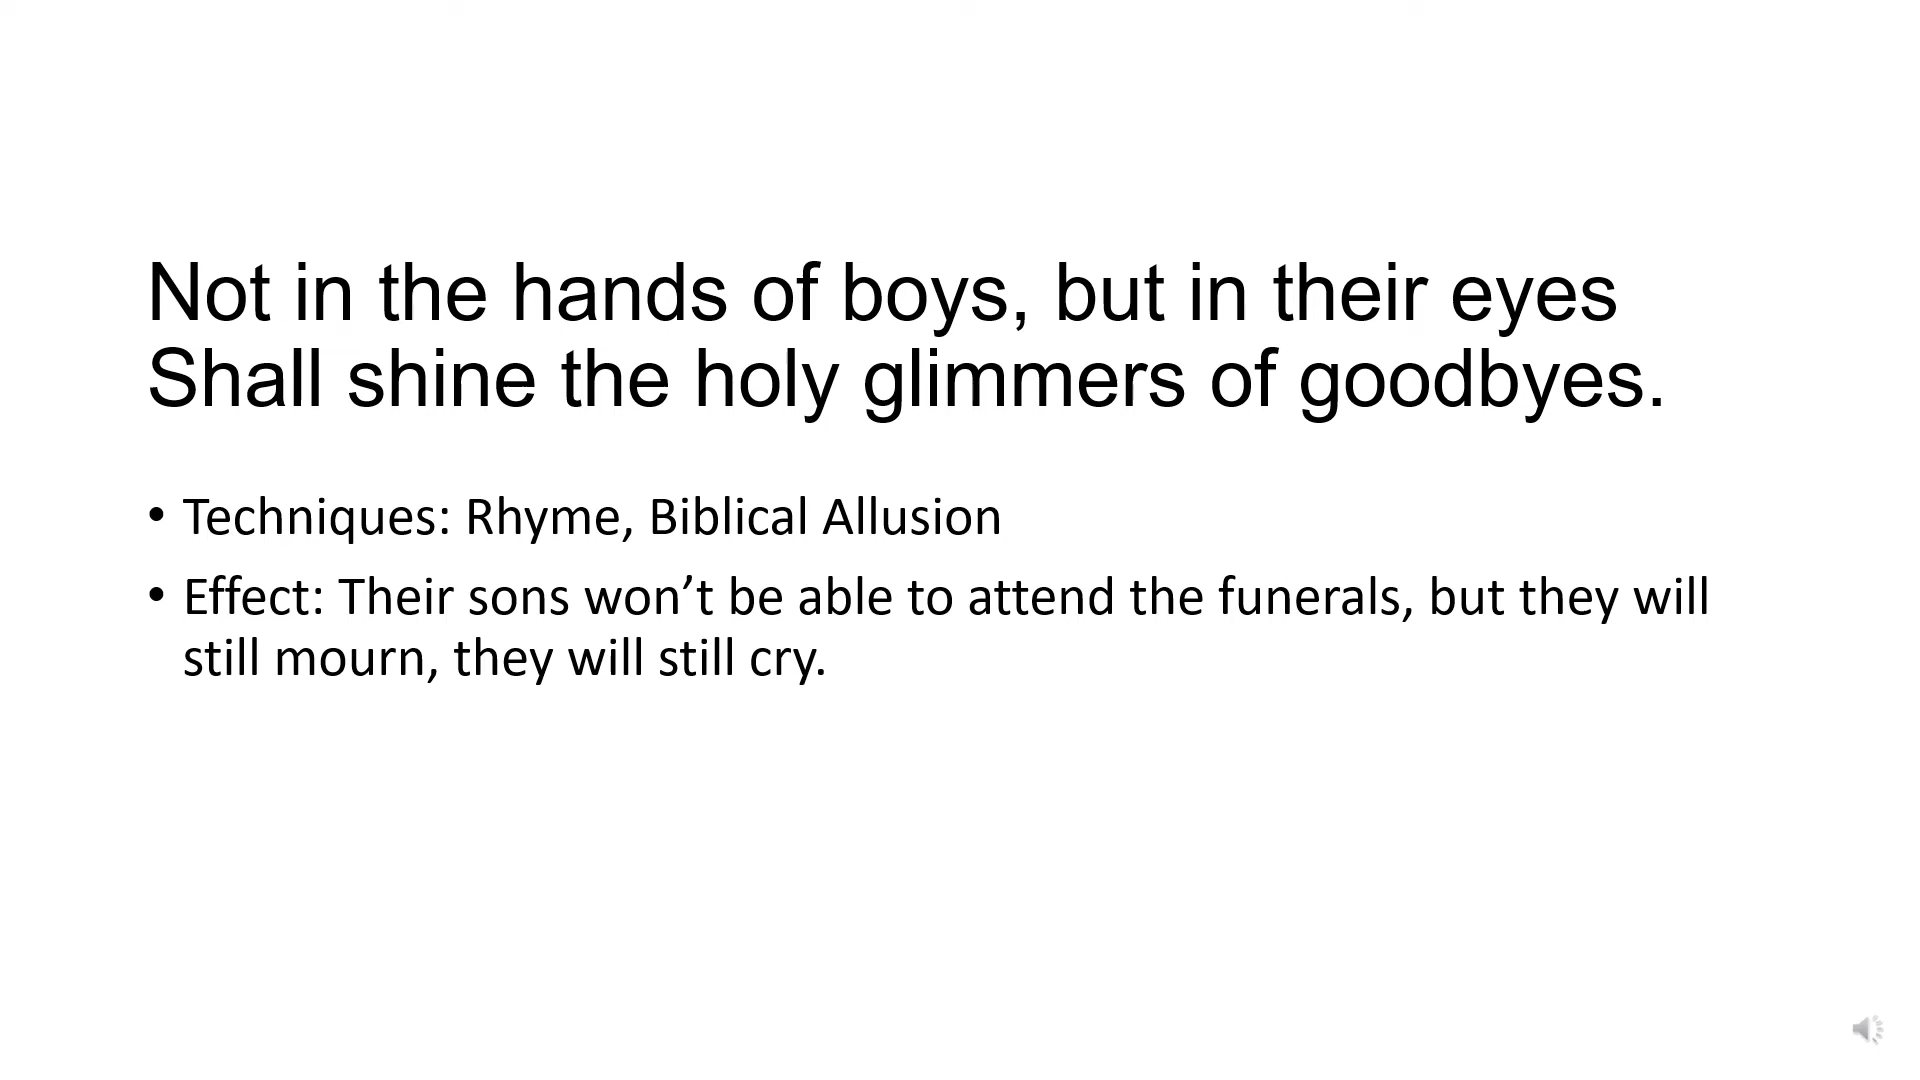 Not in the hands of boys, but in their eyes
Shall shine the holy glimmers of goodbyes.
• Techniques: Rhyme, Biblical Allusion
• Effect: Their sons won’t be able to attend the funerals, but they will
still mourn, they will still cry.